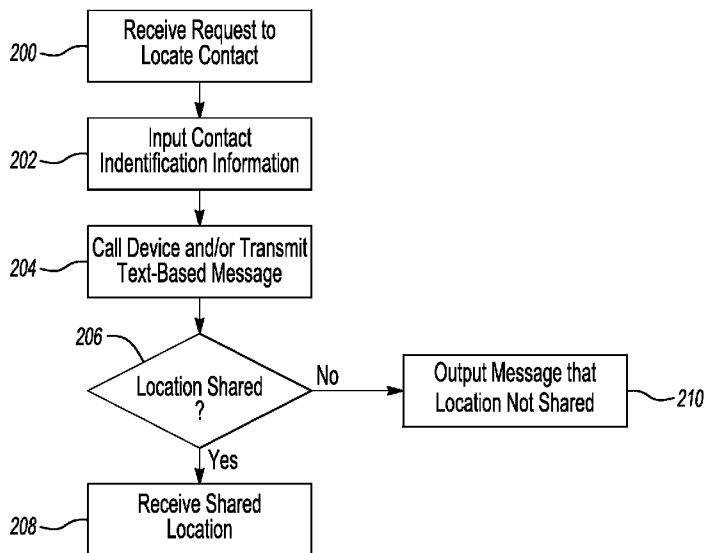 200
Receive Request to
Locate Contact
202
Input Contact
Indentification Information
204
Call Device and/or Transmit
Text-Based Message
206
Location Shared
?
No
Output Message that
Location Not Shared
210
Yes
208
Receive Shared
Location